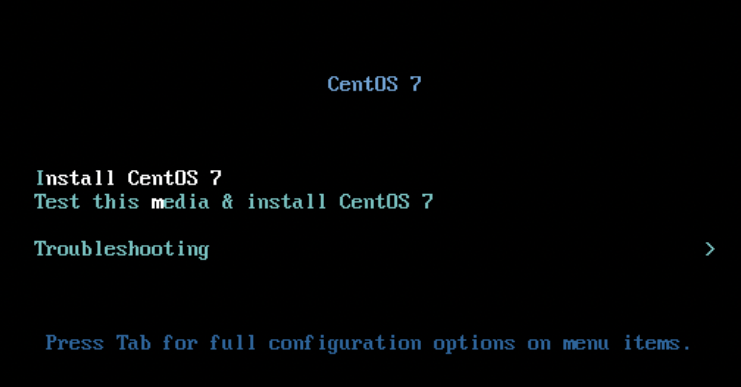 CentOS 7
Install CentOS 7
Test this media & install CentOS 7
Troubleshooting >
Press Tab for full configuration options on menu items.